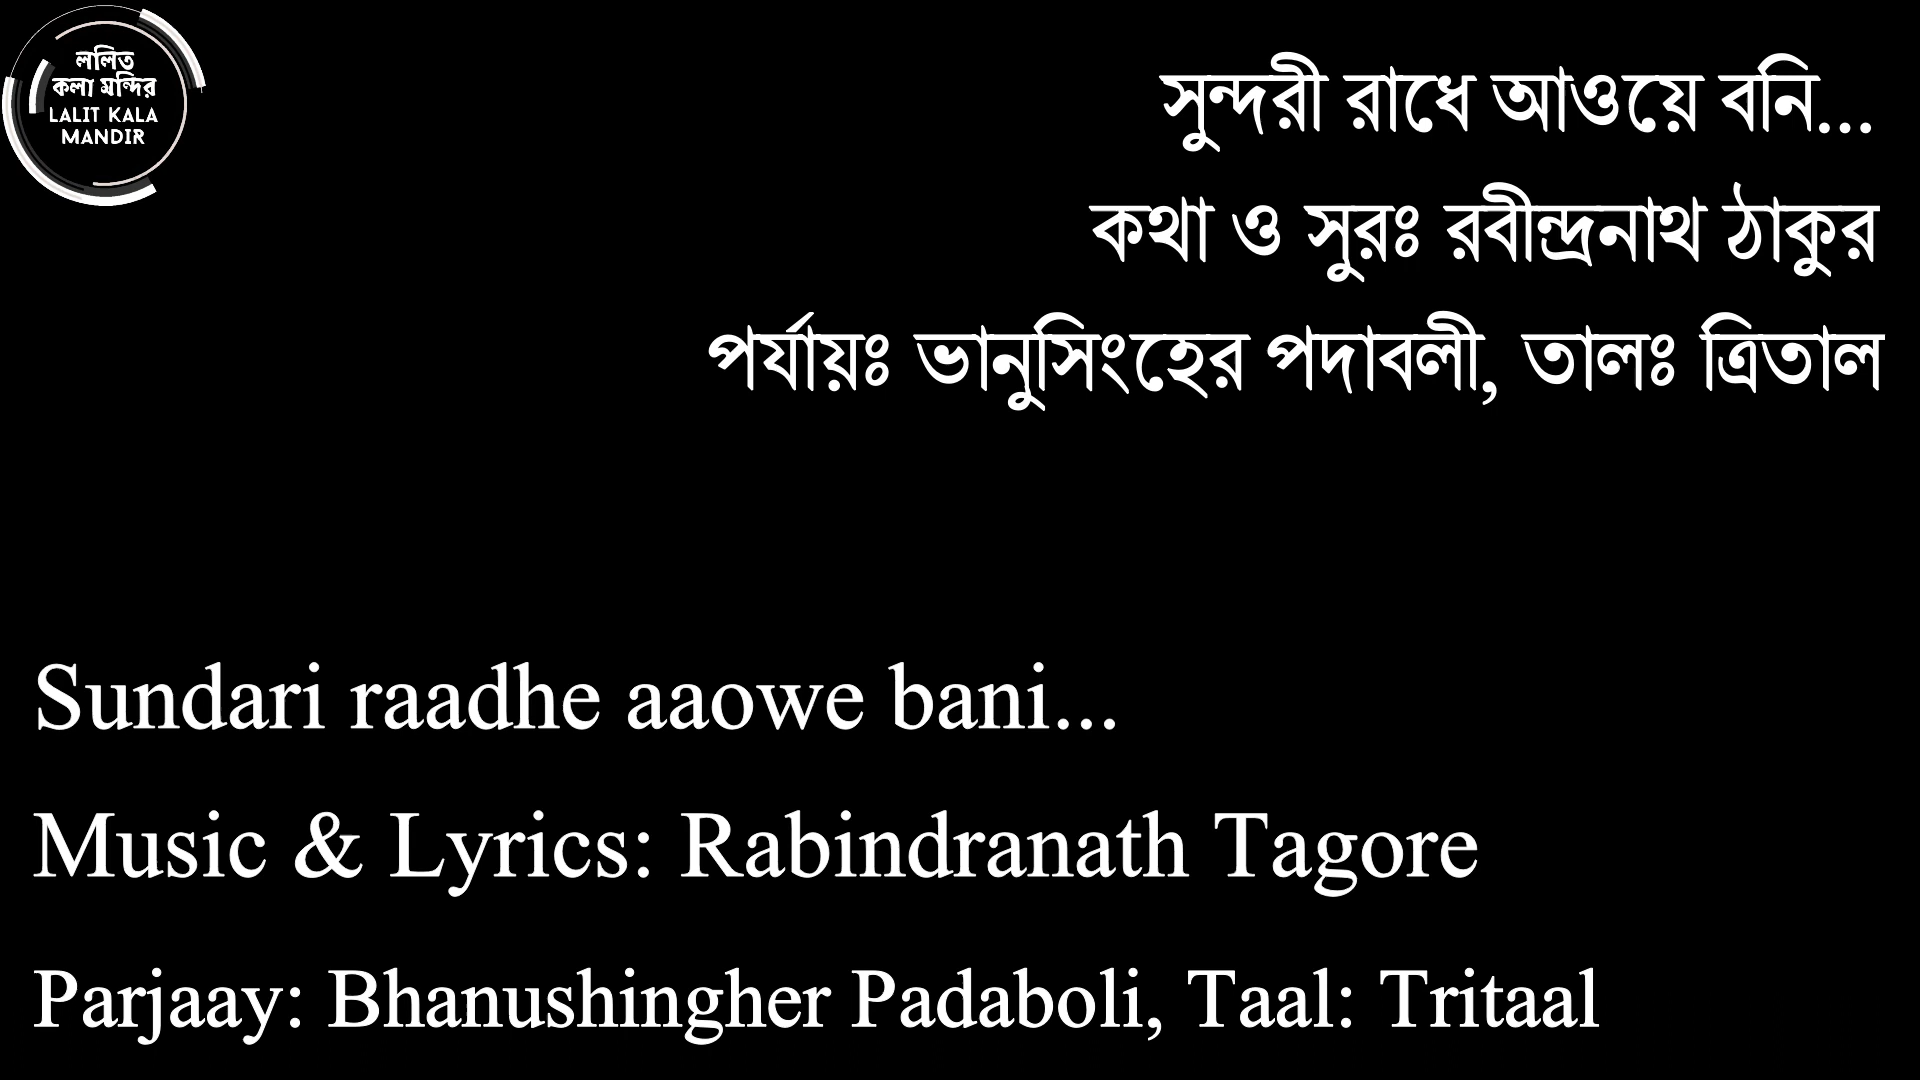 ললিত
কলা মন্দির
LALIT KALA
MANDIR
সুন্দরী রাধে আওয়ে বনি...
কথা ও সুরঃ রবীন্দ্রনাথ ঠাকুর
পর্যায়ঃ ভানুসিংহের পদাবলী, তালঃ ত্রিতাল
Sundari raadhe aaowe bani...
Music & Lyrics: Rabindranath Tagore
Parjaay: Bhanushingher Padaboli, Taal: Tritaal